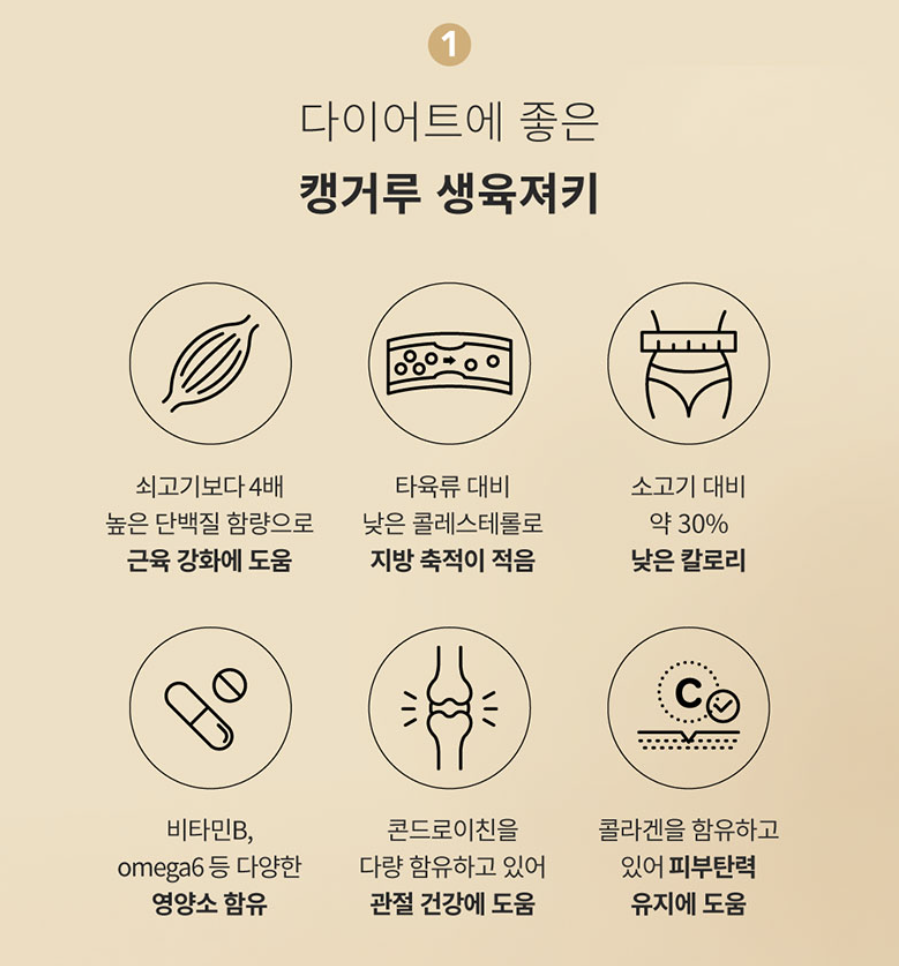 1
다이어트에 좋은
캥거루 생육져키
쇠고기보다 4배
높은 단백질 함량으로
근육 강화에 도움
타육류 대비
낮은 콜레스테롤로
지방 축적이 적음
소고기 대비
약 30%
낮은 칼로리
비타민B,
omega6 등 다양한
영양소 함유
콘드로이친을
다량 함유하고 있어
관절 건강에 도움
C
콜라겐을 함유하고
있어 피부탄력
유지에 도움